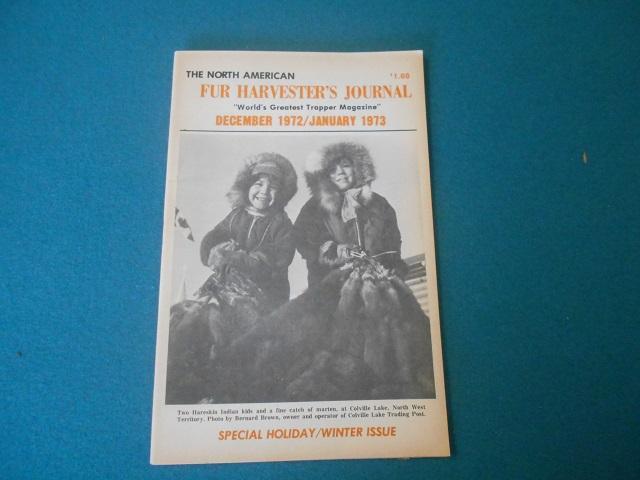 THE NORTH AMERICAN $1.00
FUR HARVESTER'S JOURNAL
"World's Greatest Trapper Magazine"
DECEMBER 1972/JANUARY 1973
Two Hareskin Indian kids and a fine catch of marten, at Colville Lake, North West
Territory. Photo by Bernard Brown, owner and operator of Colville Lake Trading Post.
SPECIAL HOLIDAY/WINTER ISSUE